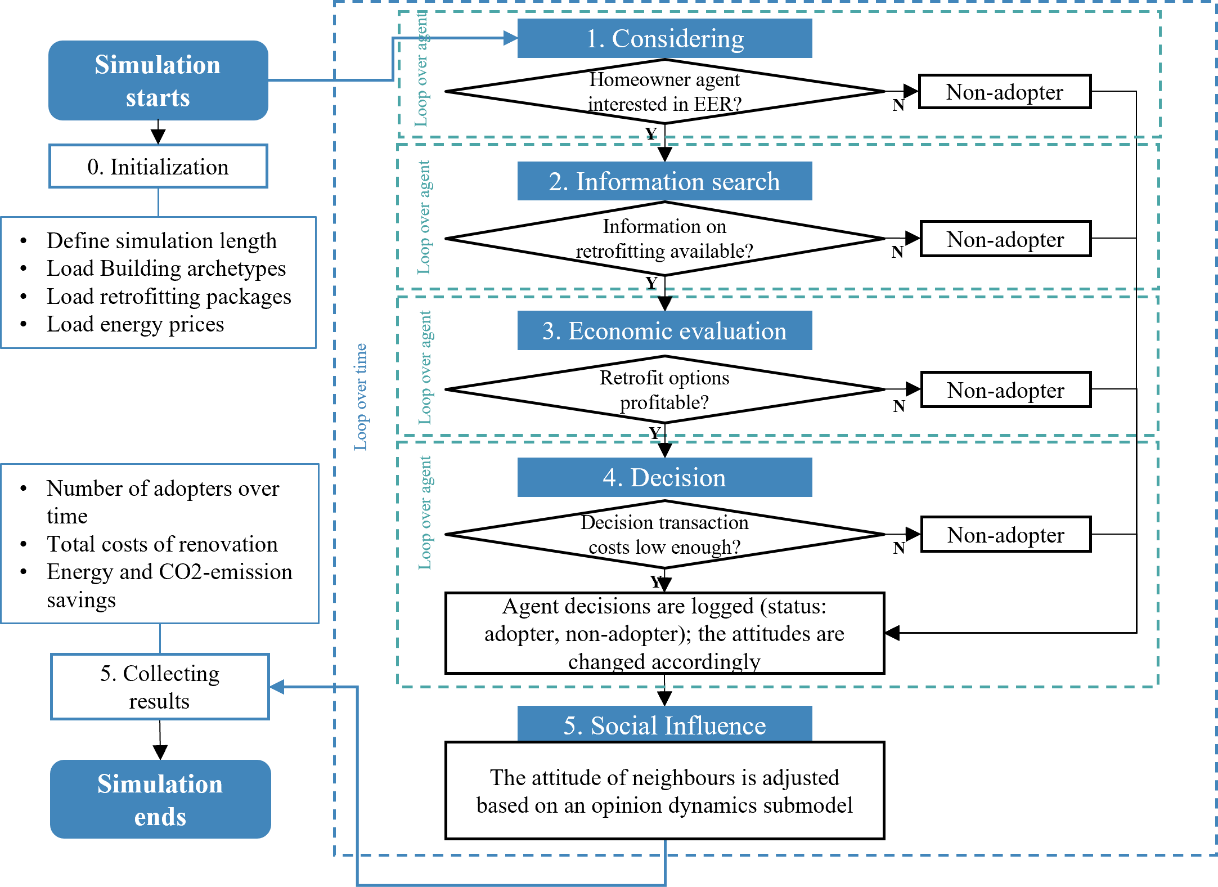 Simulation
starts
0. Initialization
• Define simulation length
• Load Building archetypes
• Load retrofitting packages
• Load energy prices
• Number of adopters over
time
• Total costs of renovation
• Energy and CO2-emission
savings
5. Collecting
results
Simulation
ends
Loop over time
Loop over agent
1. Considering
Homeowner agent
interested in EER?
N
Non-adopter
Y
Loop over agent
2. Information search
Information on
retrofitting available?
N
Non-adopter
Y
Loop over agent
3. Economic evaluation
Retrofit options
profitable?
N
Non-adopter
Y
Loop over agent
4. Decision
Decision transaction
costs low enough?
N
Non-adopter
Y
Agent decisions are logged (status:
adopter, non-adopter); the attitudes are
changed accordingly
5. Social Influence
The attitude of neighbours is adjusted
based on an opinion dynamics submodel